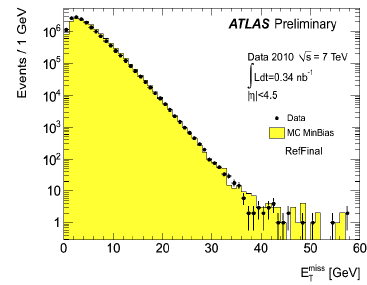 ATLAS Preliminary
Data 2010 √s = 7 TeV
∫Ldt=0.34 nb⁻¹
|η|<4.5
Data
MC MinBias
RefFinal
Events / 1 GeV
10⁶
10⁵
10⁴
10³
10²
10
1
0 10 20 30 40 50 60
E_T^miss [GeV]